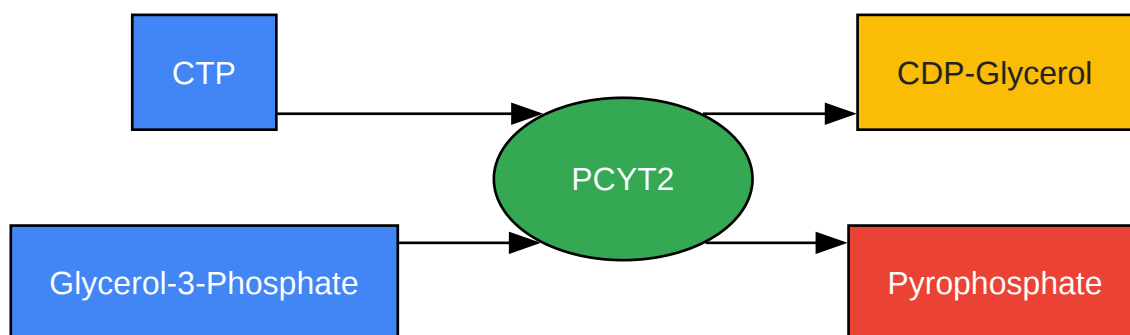 CTP
CDP-Glycerol
PCYT2
Glycerol-3-Phosphate
Pyrophosphate